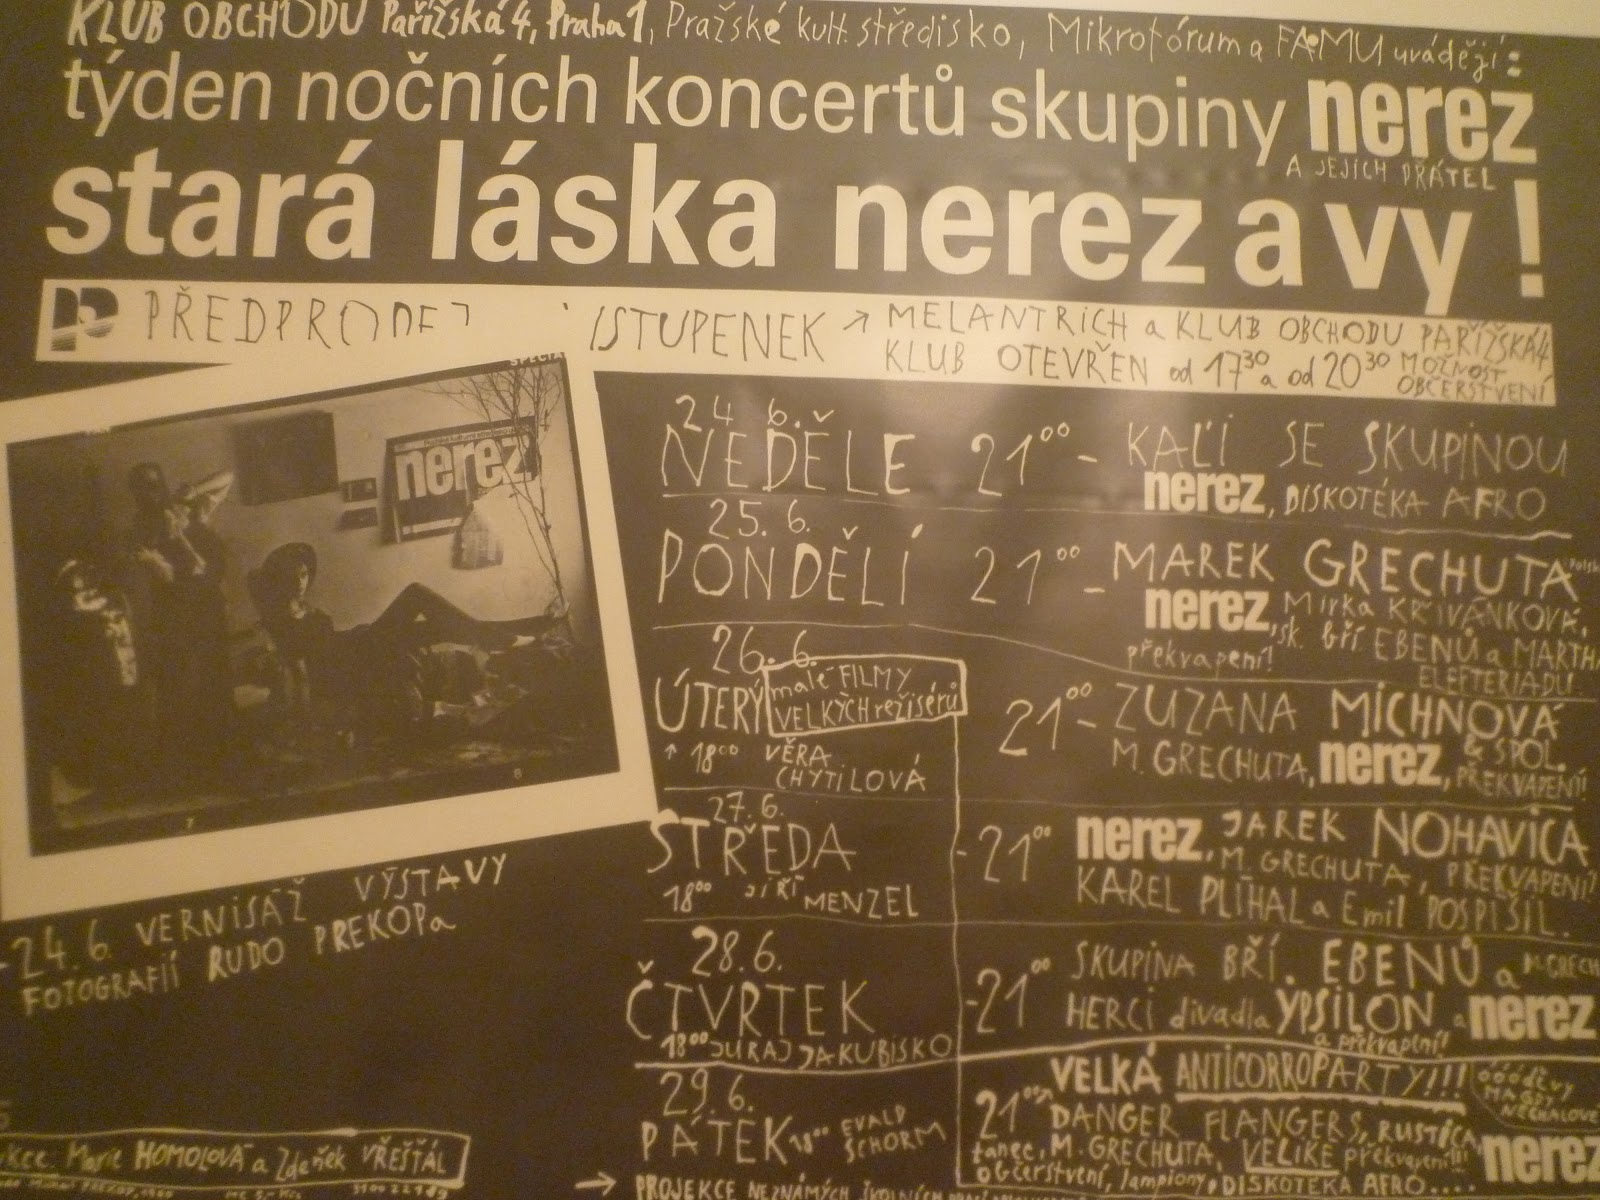 KLUB OBCHODU Pařížská 4, Praha 1, Pražské kult. středisko, Mikrofórum a FAMU uvádějí:
týden nočních koncertů skupiny nerez
A JEJICH PŘÁTEL
stará láska nerez a vy !
PŘEDPRODEJ VSTUPENEK → MELANTRICH a KLUB OBCHODU PAŘÍŽSKÁ 4
KLUB OTEVŘEN od 17³⁰ a od 20³⁰ MOŽNOST
OBČERSTVENÍ
nerez
24. 6. VERNISÁŽ VÝSTAVY
FOTOGRAFIÍ RUDO PREKOPA
24. 6.
NEDĚLE 21⁰⁰ - KAĽI SE SKUPINOU
nerez, DISKOTÉKA AFRO
25. 6.
PONDĚLÍ 21⁰⁰ - MAREK GRECHUTA
nerez, Mirka KŘIVÁNKOVÁ,
sk. bří EBENŮ a MARTHA
ELEFTERIADU
překvapení!
26. 6.
ÚTERÝ malé FILMY
VELKÝCH režisérů
↑ 18⁰⁰ VĚRA
CHYTILOVÁ
21⁰⁰ - ZUZANA MICHNOVÁ
& SPOL.
M. GRECHUTA, nerez, PŘEKVAPENÍ!
27. 6.
STŘEDA
18⁰⁰ JIŘÍ MENZEL
- 21⁰⁰ nerez, JAREK NOHAVICA
M. GRECHUTA, PŘEKVAPENÍ!
KAREL PLÍHAL a Emil POSPÍŠIL.
28. 6.
ČTVRTEK
18⁰⁰ JURAJ JAKUBISKO
- 21⁰⁰ SKUPINA BŘÍ. EBENŮ a M. GRECH
HERCI divadla YPSILON a nerez
a překvapení!
29. 6.
PÁTEK 18⁰⁰ EVALD
SCHORM
VELKÁ ANTICORROPARTY!!!
21⁰⁰ DANGER FLANGERS, RUSTICA
tanec, M. GRECHUTA, VELIKÉ překvapení!!! nerez
občerstvení, lampiony, DISKOTÉKA AFRO....
Marie HOMOLOVÁ a Zdeněk VŘEŠŤÁL
→ PROJEKCE NEZNÁMÝCH ŠKOLNÍCH